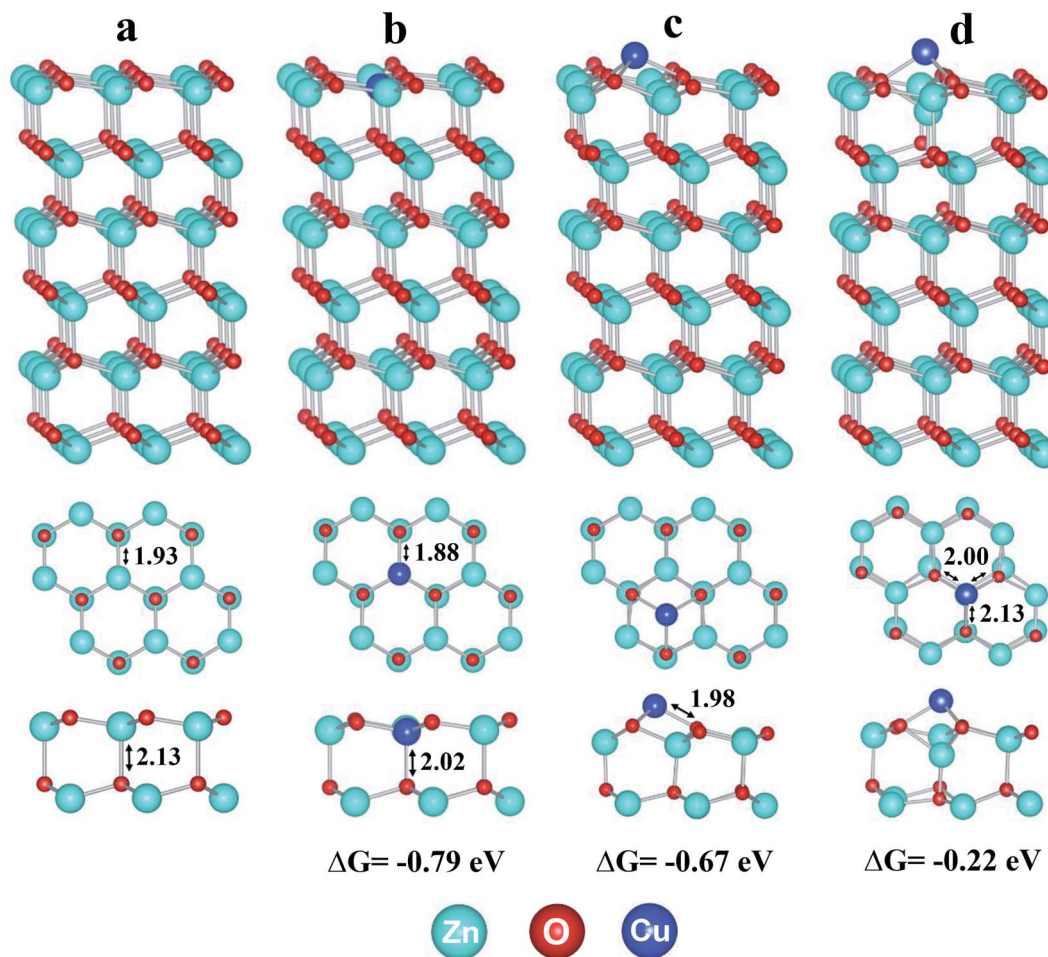 a b c d
1.93 1.88 2.00
2.13
1.98
2.13 2.02
ΔG= -0.79 eV ΔG= -0.67 eV ΔG= -0.22 eV
Zn O Cu